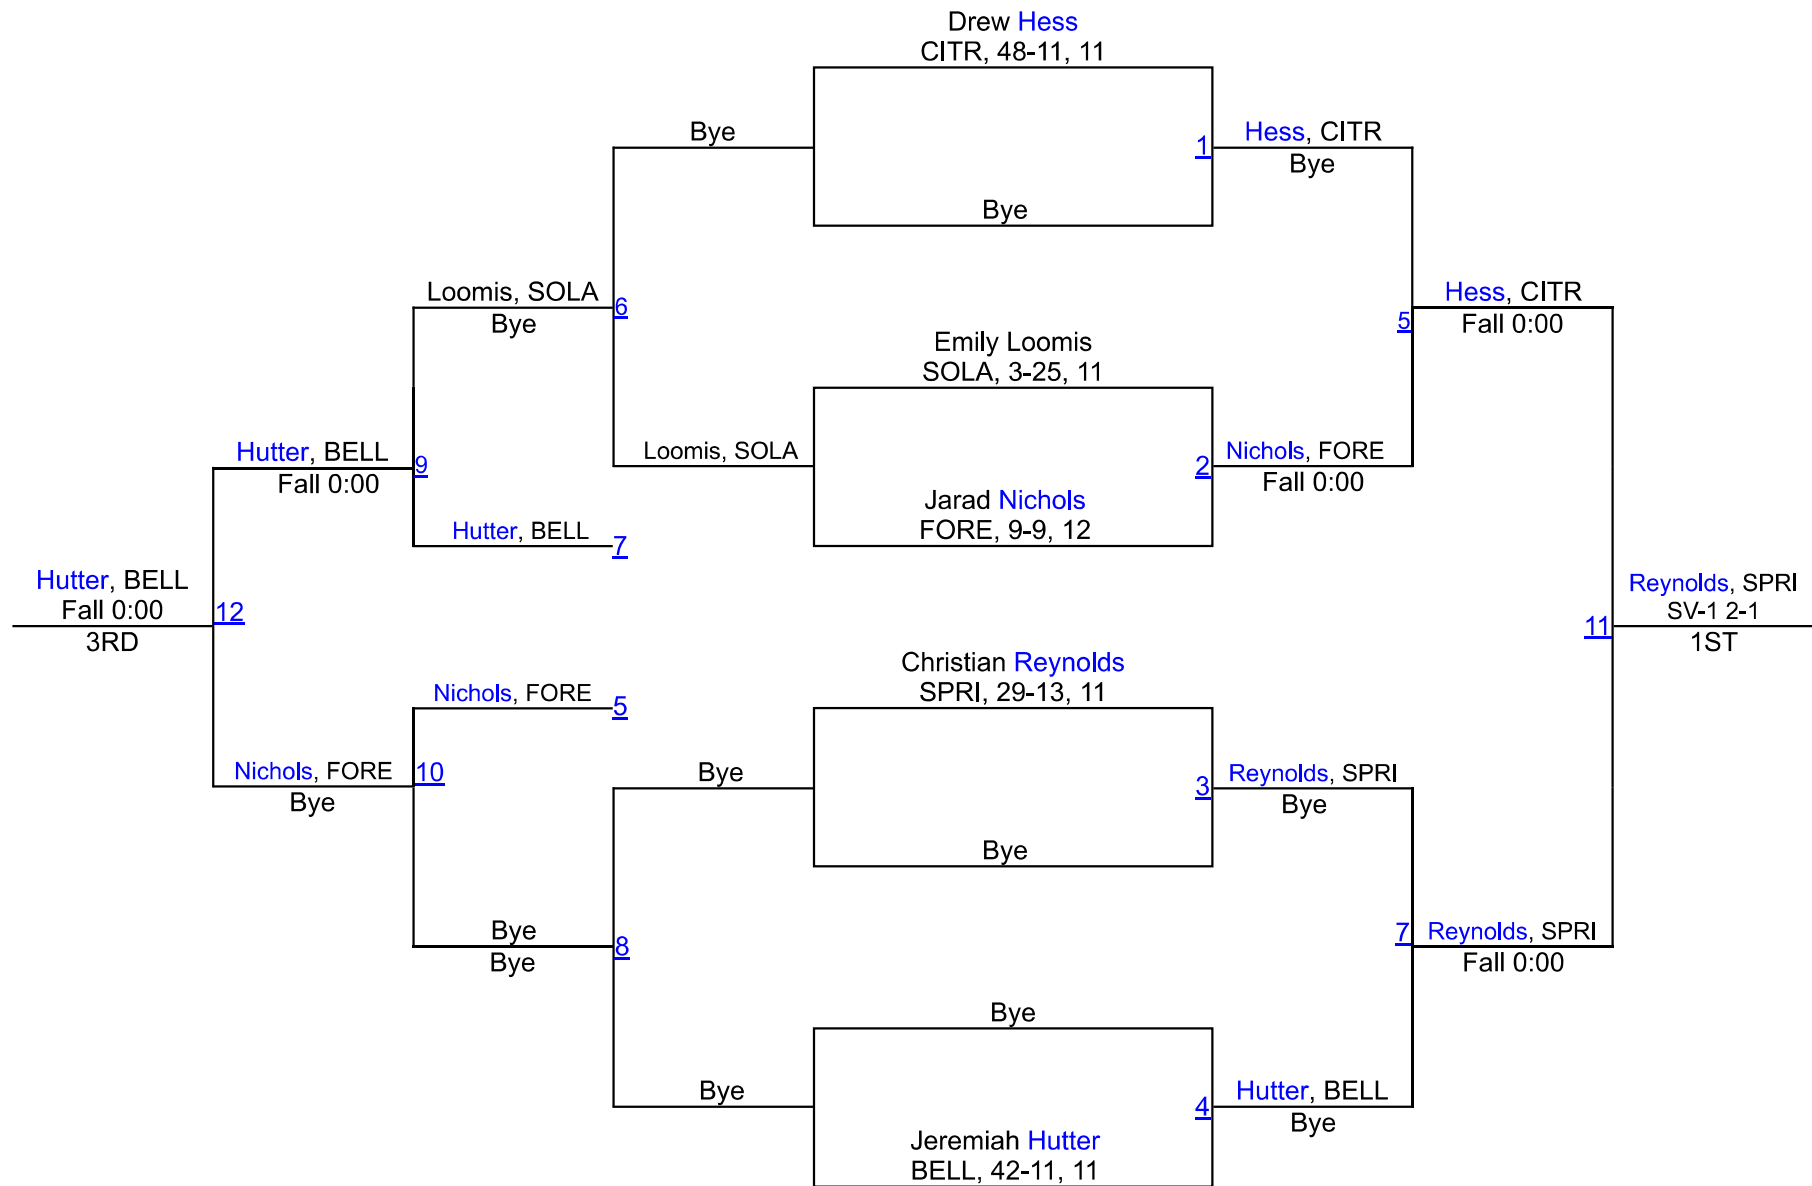 Drew Hess
CITR, 48-11, 11
Bye
1
Hess, CITR
Bye
Bye
Loomis, SOLA
Bye
6
Hess, CITR
Fall 0:00
5
Emily Loomis
SOLA, 3-25, 11
Hutter, BELL
Fall 0:00
9
Loomis, SOLA
2
Nichols, FORE
Fall 0:00
Jarad Nichols
FORE, 9-9, 12
Hutter, BELL
7
Hutter, BELL
Fall 0:00
3RD
12
11
Reynolds, SPRI
SV-1 2-1
1ST
Christian Reynolds
SPRI, 29-13, 11
Nichols, FORE
5
Nichols, FORE
Bye
10
Bye
3
Reynolds, SPRI
Bye
Bye
Bye
Bye
8
7
Reynolds, SPRI
Fall 0:00
Bye
Bye
4
Hutter, BELL
Bye
Jeremiah Hutter
BELL, 42-11, 11